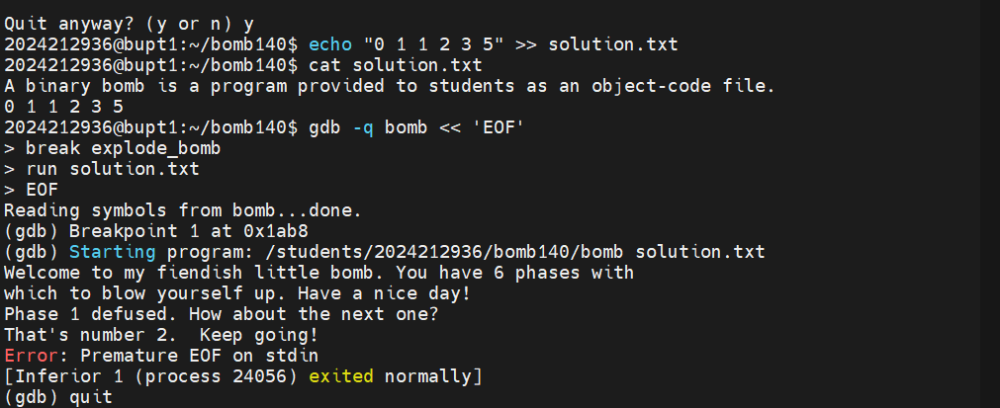 Quit anyway? (y or n) y
2024212936@bupt1:~/bomb140$ echo "0 1 1 2 3 5" >> solution.txt
2024212936@bupt1:~/bomb140$ cat solution.txt
A binary bomb is a program provided to students as an object-code file.
0 1 1 2 3 5
2024212936@bupt1:~/bomb140$ gdb -q bomb << 'EOF'
> break explode_bomb
> run solution.txt
> EOF
Reading symbols from bomb...done.
(gdb) Breakpoint 1 at 0x1ab8
(gdb) Starting program: /students/2024212936/bomb140/bomb solution.txt
Welcome to my fiendish little bomb. You have 6 phases with
which to blow yourself up. Have a nice day!
Phase 1 defused. How about the next one?
That's number 2.  Keep going!
Error: Premature EOF on stdin
[Inferior 1 (process 24056) exited normally]
(gdb) quit